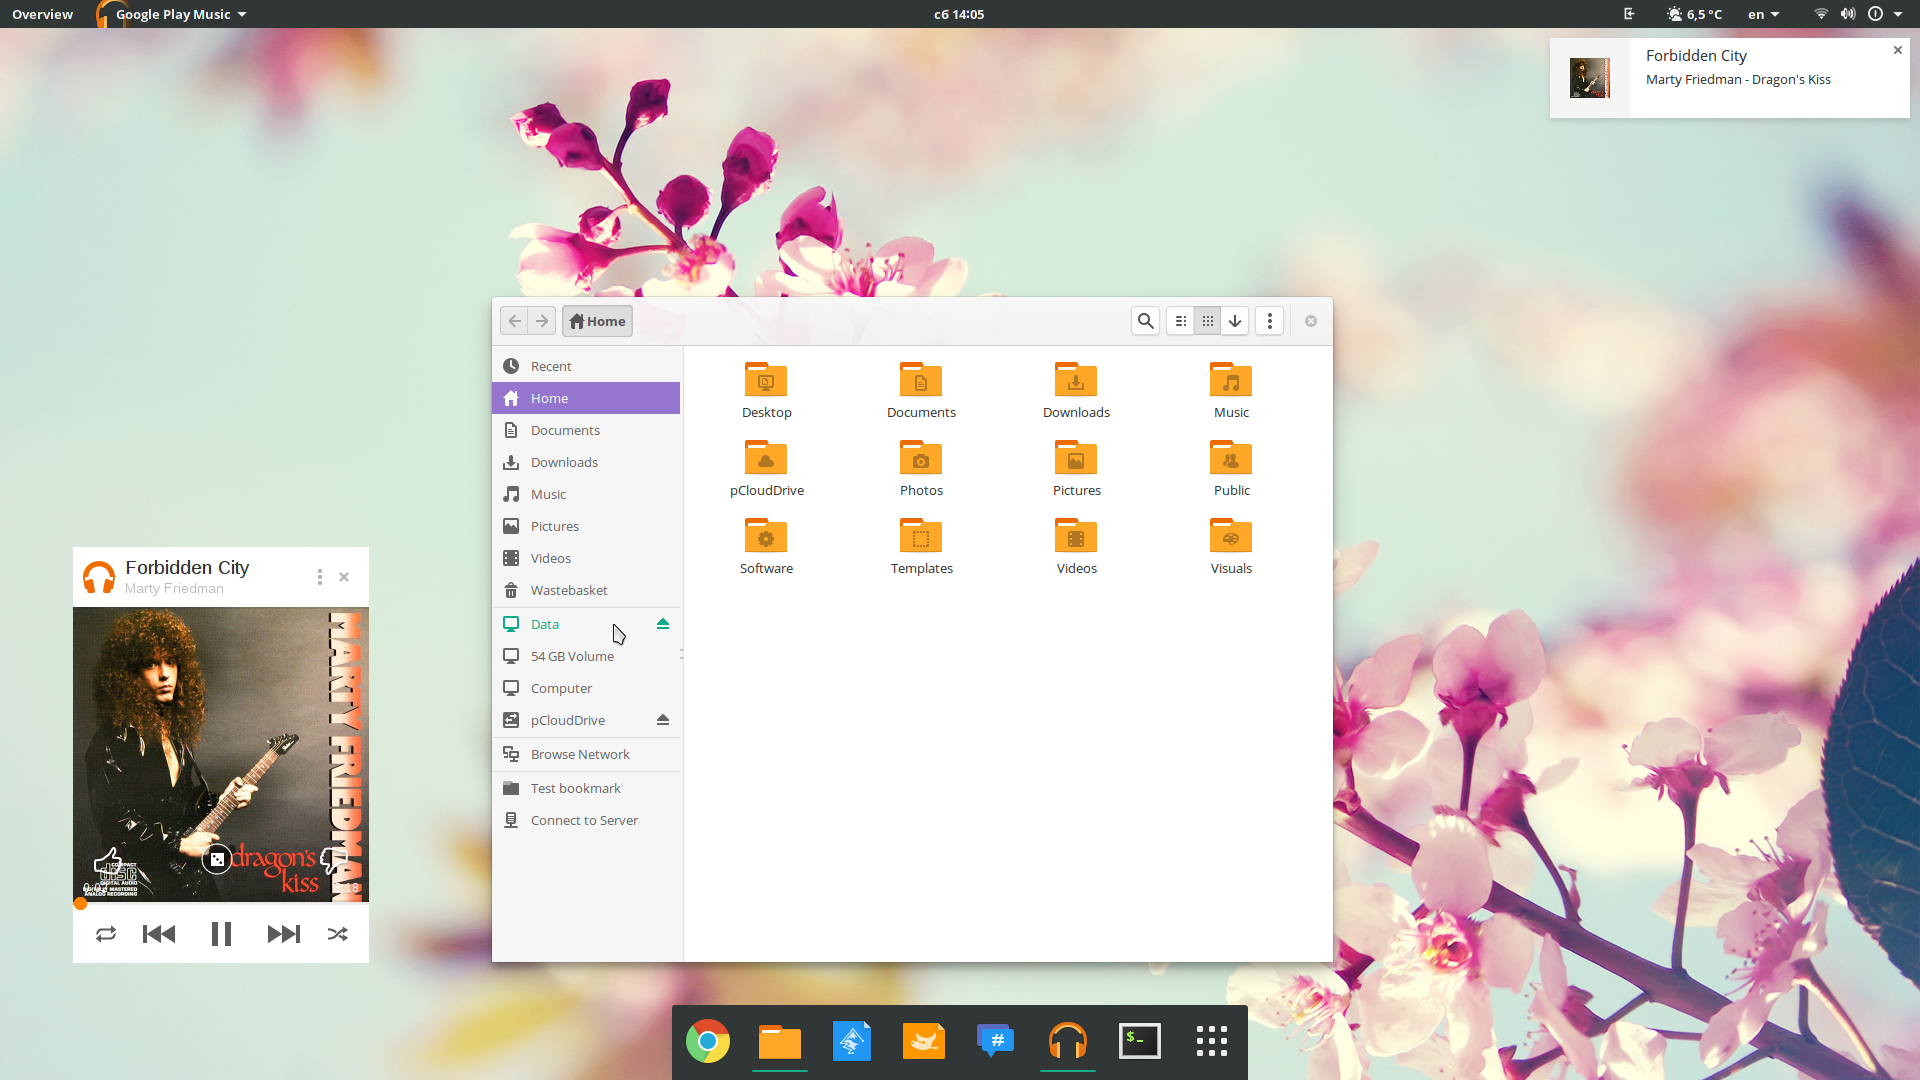 Overview
Google Play Music
сб 14:05
6,5 °C
en
Forbidden City
Marty Friedman - Dragon's Kiss
Home
Recent
Home
Documents
Downloads
Music
Pictures
Videos
Wastebasket
Data
54 GB Volume
Computer
pCloudDrive
Browse Network
Test bookmark
Connect to Server
Desktop
Documents
Downloads
Music
pCloudDrive
Photos
Pictures
Public
Software
Templates
Videos
Visuals
Forbidden City
Marty Friedman
MARTY FRIEDMAN
dragon's
kiss
COMPACT
DIGITAL AUDIO
$_
#